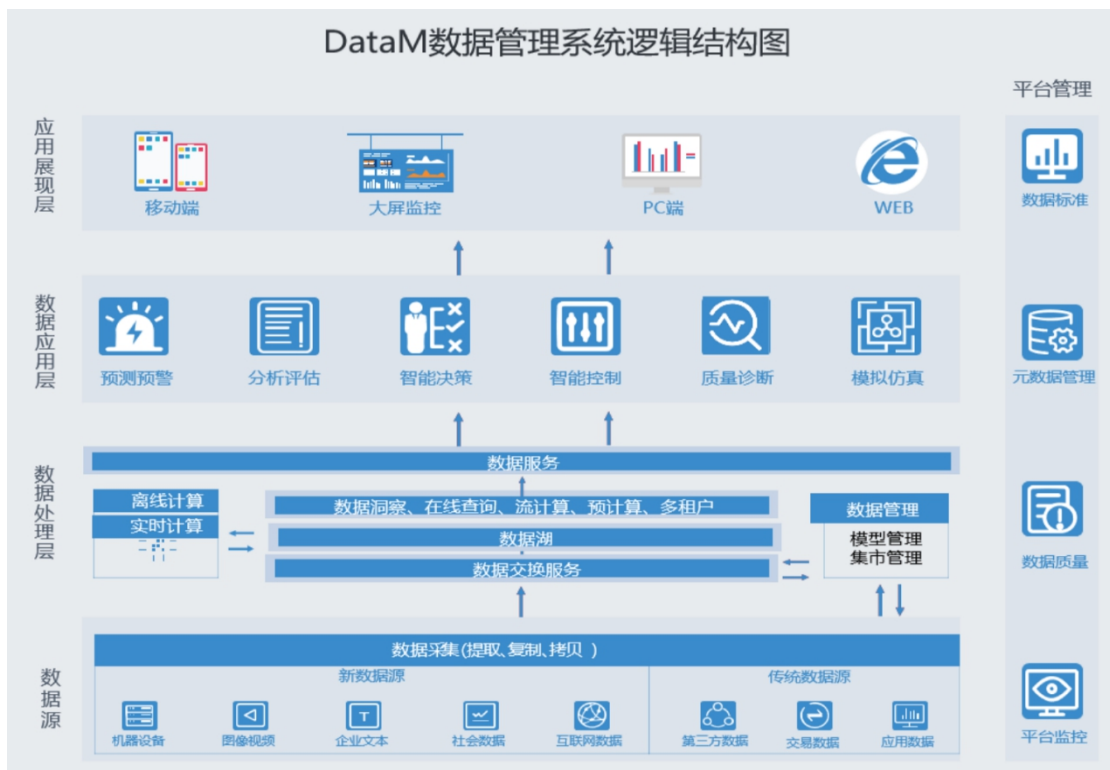 DataM数据管理系统逻辑结构图
平台管理
应用展现层
移动端
大屏监控
PC端
WEB
数据标准
数据应用层
预测预警
分析评估
智能决策
智能控制
质量诊断
模拟仿真
元数据管理
数据处理层
数据服务
离线计算
实时计算
数据洞察、在线查询、流计算、预计算、多租户
数据湖
数据交换服务
数据管理
模型管理
集市管理
数据质量
数据源
数据采集(提取、复制、拷贝 )
新数据源
传统数据源
机器设备
图像视频
企业文本
社会数据
互联网数据
第三方数据
交易数据
应用数据
平台监控